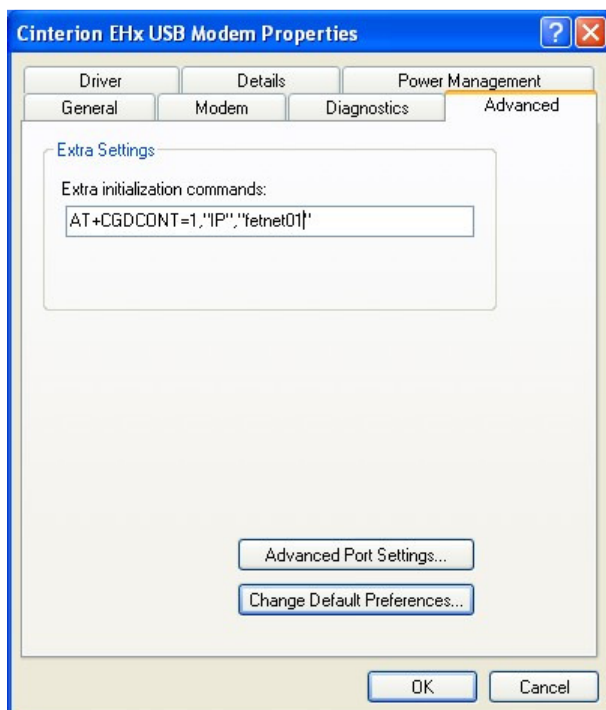 Cinterion EHx USB Modem Properties
Driver Details Power Management
General Modem Diagnostics Advanced
Extra Settings
Extra initialization commands:
AT+CGDCONT=1,"IP","fetnet01"
Advanced Port Settings...
Change Default Preferences...
OK Cancel